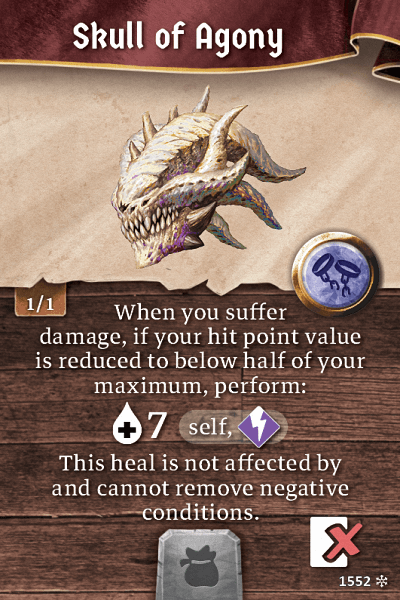 Skull of Agony
1/1
When you suffer
damage, if your hit point value
is reduced to below half of your
maximum, perform:
7 self,
This heal is not affected by
and cannot remove negative
conditions.
1552